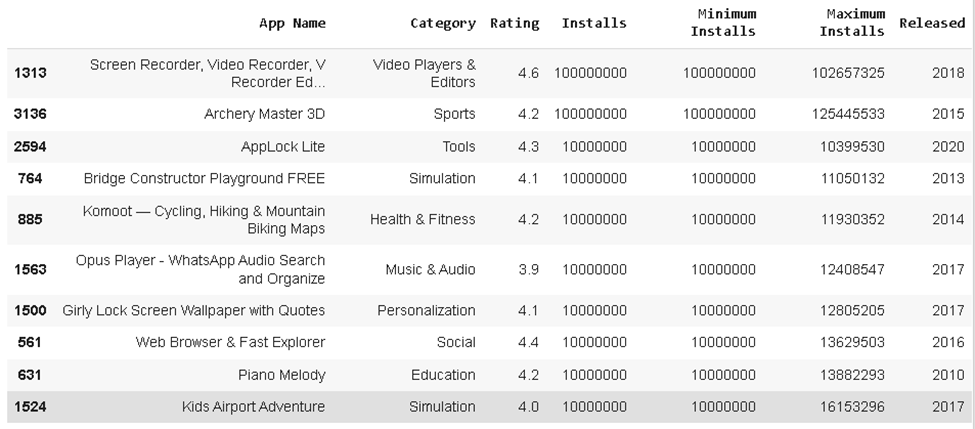 App Name Category Rating Installs Minimum Installs Maximum Installs Released
1313 Screen Recorder, Video Recorder, V Recorder Ed... Video Players & Editors 4.6 100000000 100000000 102657325 2018
3136 Archery Master 3D Sports 4.2 100000000 100000000 125445533 2015
2594 AppLock Lite Tools 4.3 10000000 10000000 10399530 2020
764 Bridge Constructor Playground FREE Simulation 4.1 10000000 10000000 11050132 2013
885 Komoot — Cycling, Hiking & Mountain Biking Maps Health & Fitness 4.2 10000000 10000000 11930352 2014
1563 Opus Player - WhatsApp Audio Search and Organize Music & Audio 3.9 10000000 10000000 12408547 2017
1500 Girly Lock Screen Wallpaper with Quotes Personalization 4.1 10000000 10000000 12805205 2017
561 Web Browser & Fast Explorer Social 4.4 10000000 10000000 13629503 2016
631 Piano Melody Education 4.2 10000000 10000000 13882293 2010
1524 Kids Airport Adventure Simulation 4.0 10000000 10000000 16153296 2017